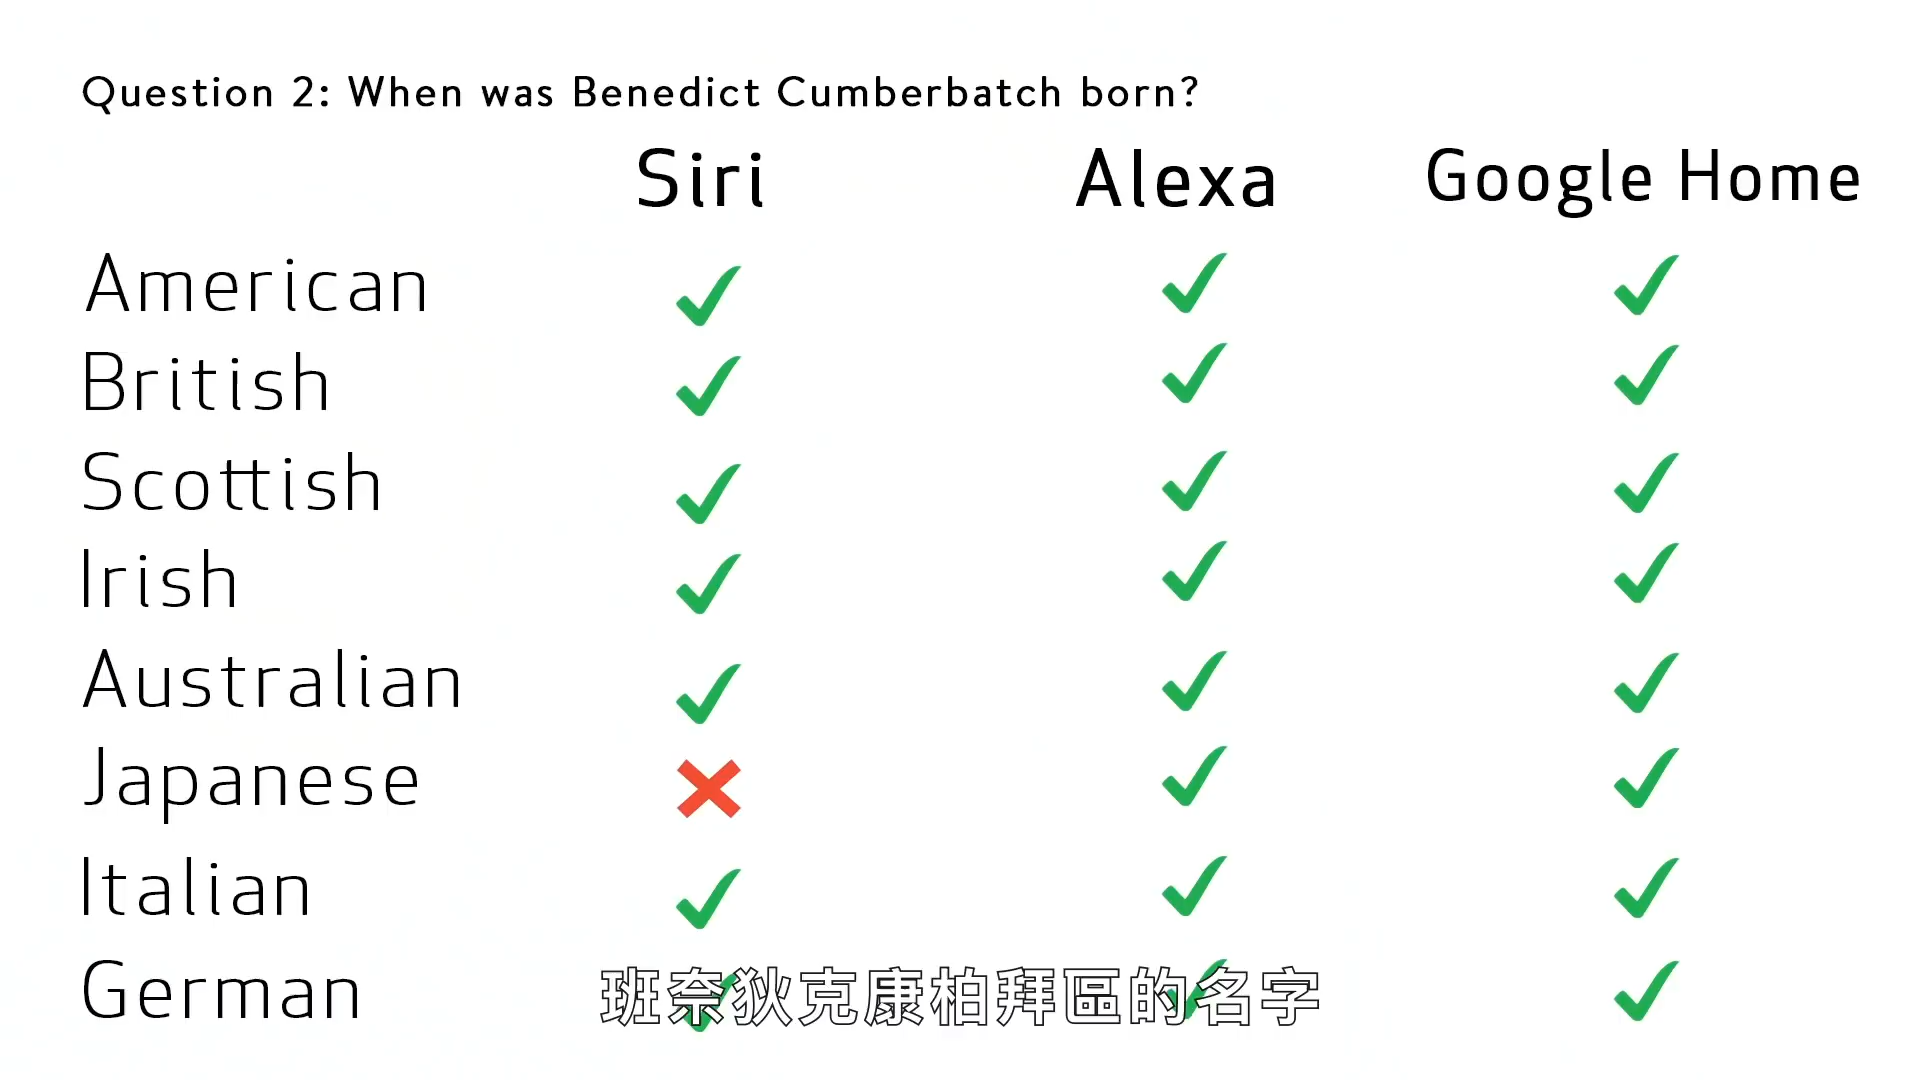 Question 2: When was Benedict Cumberbatch born?
Siri Alexa Google Home
American
British
Scottish
Irish
Australian
Japanese
Italian
German
班奈狄克康柏拜區的名字